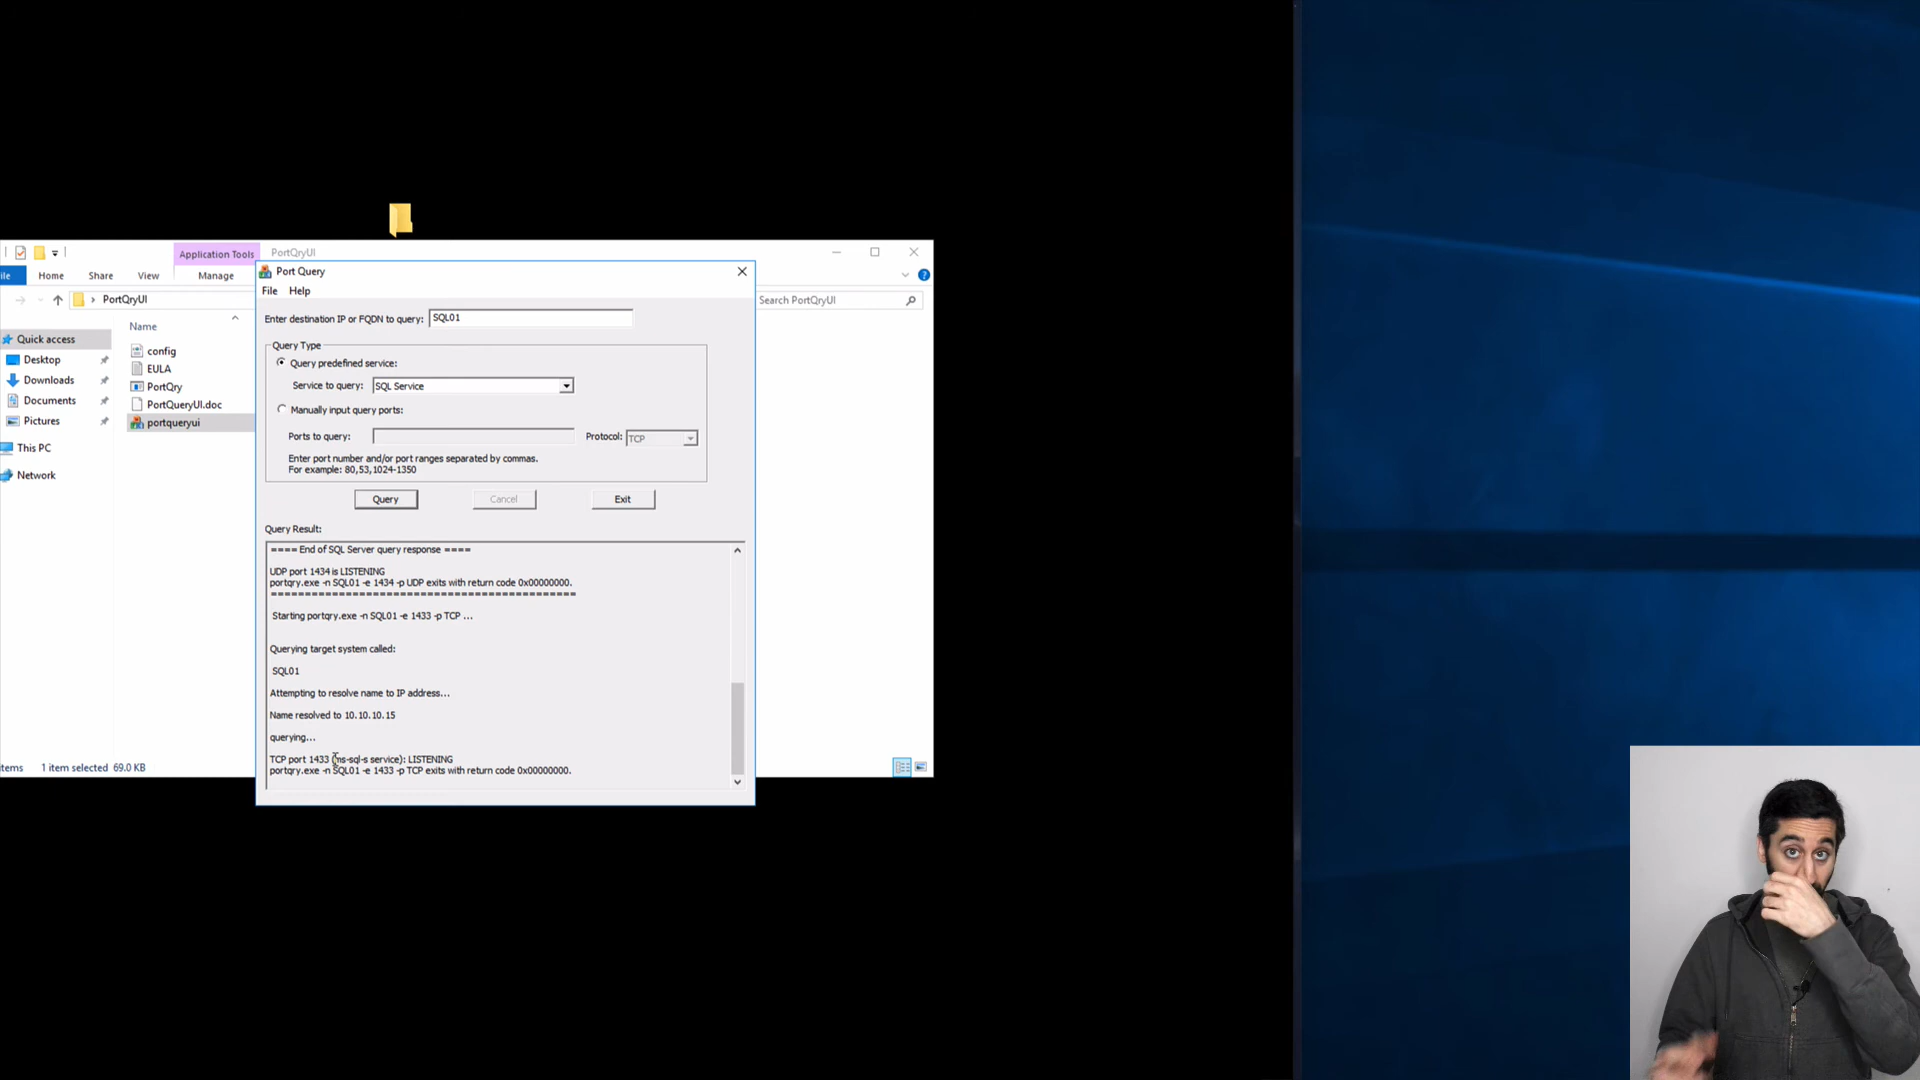 Application Tools
PortQryUI
ile
Home
Share
View
Manage
PortQryUI
Search PortQryUI
Quick access
Desktop
Downloads
Documents
Pictures
This PC
Network
Name
config
EULA
PortQry
PortQueryUI.doc
portqueryui
tems
1 item selected 69.0 KB
Port Query
File Help
Enter destination IP or FQDN to query: SQL01
Query Type
Query predefined service:
Service to query: SQL Service
Manually input query ports:
Ports to query:
Protocol: TCP
Enter port number and/or port ranges separated by commas.
For example: 80,53,1024-1350
Query Cancel Exit
Query Result:
==== End of SQL Server query response ====
UDP port 1434 is LISTENING
portqry.exe -n SQL01 -e 1434 -p UDP exits with return code 0x00000000.
=============================================
Starting portqry.exe -n SQL01 -e 1433 -p TCP ...
Querying target system called:
SQL01
Attempting to resolve name to IP address...
Name resolved to 10.10.10.15
querying...
TCP port 1433 (ms-sql-s service): LISTENING
portqry.exe -n SQL01 -e 1433 -p TCP exits with return code 0x00000000.